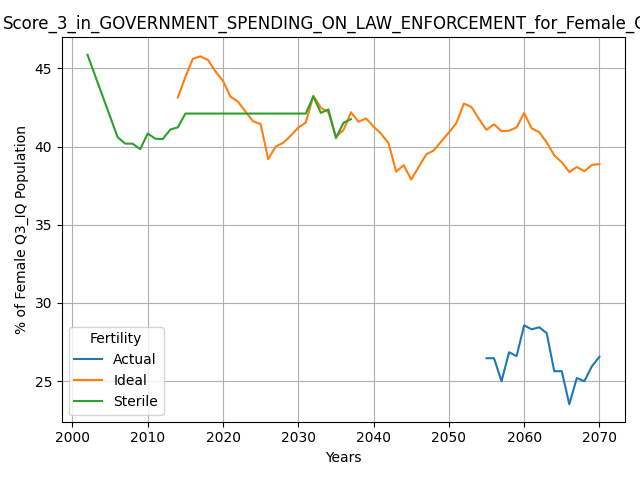 Score_3_in_GOVERNMENT_SPENDING_ON_LAW_ENFORCEMENT_for_Female_
% of Female Q3_IQ Population
45
40
35
30
25
Fertility
Actual
Ideal
Sterile
2000 2010 2020 2030 2040 2050 2060 2070
Years